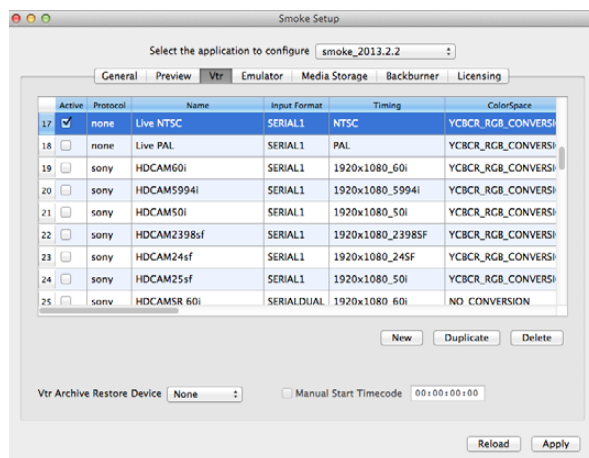 Smoke Setup
Select the application to configure smoke_2013.2.2
General Preview Vtr Emulator Media Storage Backburner Licensing
Active Protocol Name Input Format Timing ColorSpace
17 none Live NTSC SERIAL1 NTSC YCBCR_RGB_CONVERSI
18 none Live PAL SERIAL1 PAL YCBCR_RGB_CONVERSI
19 sony HDCAM60i SERIAL1 1920x1080_60i YCBCR_RGB_CONVERSI
20 sony HDCAM5994i SERIAL1 1920x1080_5994i YCBCR_RGB_CONVERSI
21 sony HDCAM50i SERIAL1 1920x1080_50i YCBCR_RGB_CONVERSI
22 sony HDCAM2398sf SERIAL1 1920x1080_2398SF YCBCR_RGB_CONVERSI
23 sony HDCAM24sf SERIAL1 1920x1080_24SF YCBCR_RGB_CONVERSI
24 sony HDCAM25sf SERIAL1 1920x1080_50i YCBCR_RGB_CONVERSI
25 sony HDCAMSR 60i SERIALDUAL 1920x1080 60i NO CONVERSION
New Duplicate Delete
Vtr Archive Restore Device None Manual Start Timecode 00:00:00:00
Reload Apply